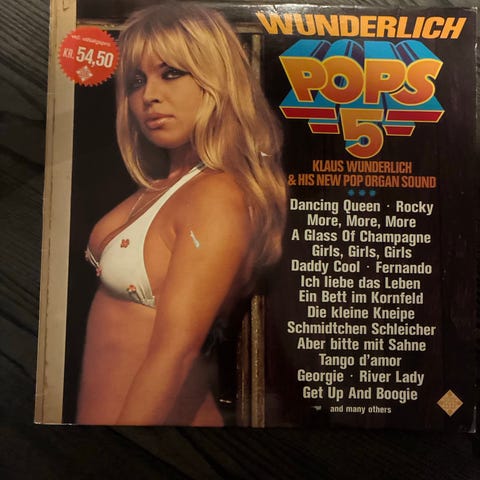 WUNDERLICH
KR. 54,50
POPS
5
KLAUS WUNDERLICH
& HIS NEW POP ORGAN SOUND
Dancing Queen · Rocky
More, More, More
A Glass Of Champagne
Girls, Girls, Girls
Daddy Cool · Fernando
Ich liebe das Leben
Ein Bett im Kornfeld
Die kleine Kneipe
Schmidtchen Schleicher
Aber bitte mit Sahne
Tango d'amor
Georgie · River Lady
Get Up And Boogie
and many others